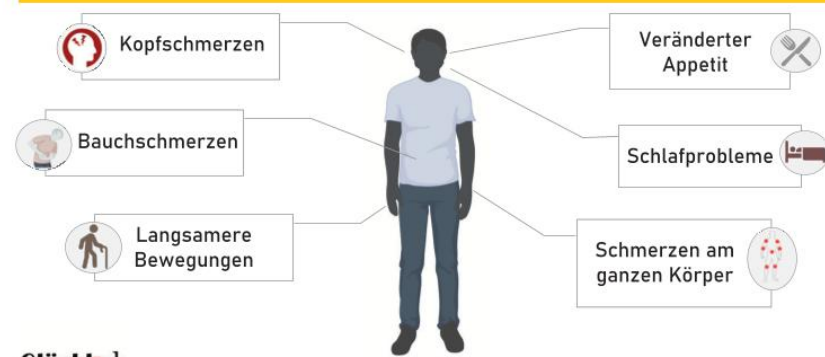 Kopfschmerzen
Bauchschmerzen
Langsamere
Bewegungen
Veränderter
Appetit
Schlafprobleme
Schmerzen am
ganzen Körper